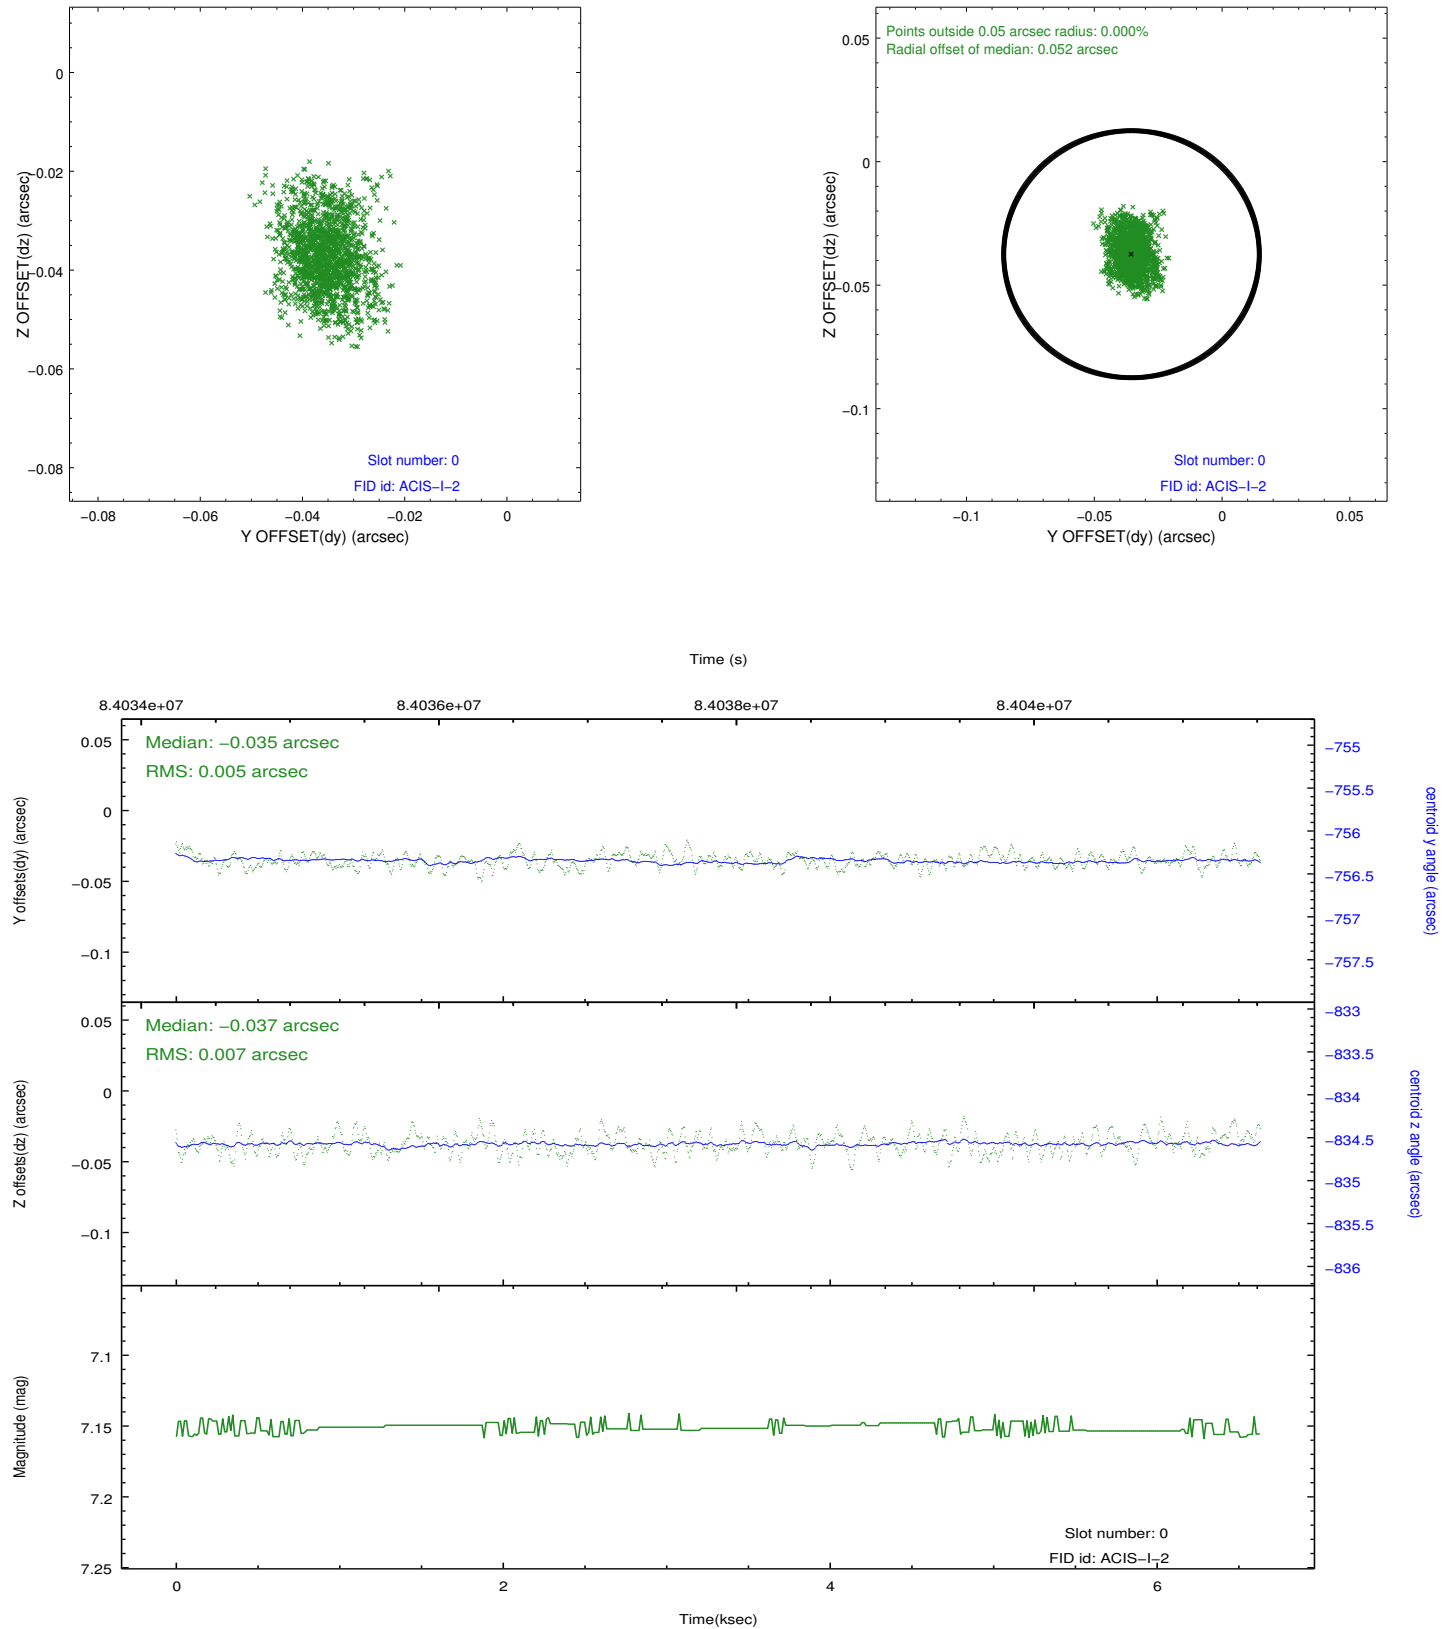 0
−0.02
−0.04
−0.06
−0.08
Z OFFSET(dz) (arcsec)
−0.08
−0.06
−0.04
−0.02
0
Y OFFSET(dy) (arcsec)
Slot number: 0
FID id: ACIS−I−2
Points outside 0.05 arcsec radius: 0.000%
Radial offset of median: 0.052 arcsec
0.05
0
−0.05
−0.1
Z OFFSET(dz) (arcsec)
−0.1
−0.05
0
0.05
Y OFFSET(dy) (arcsec)
Slot number: 0
FID id: ACIS−I−2
Time (s)
8.4034e+07
8.4036e+07
8.4038e+07
8.404e+07
Median: −0.035 arcsec
RMS: 0.005 arcsec
0.05
0
−0.05
−0.1
Y offsets(dy) (arcsec)
−755
−755.5
−756
−756.5
−757
−757.5
centroid y angle (arcsec)
Median: −0.037 arcsec
RMS: 0.007 arcsec
0.05
0
−0.05
−0.1
Z offsets(dz) (arcsec)
−833
−833.5
−834
−834.5
−835
−835.5
−836
centroid z angle (arcsec)
7.1
7.15
7.2
7.25
Magnitude (mag)
Slot number: 0
FID id: ACIS−I−2
0
2
4
6
Time(ksec)